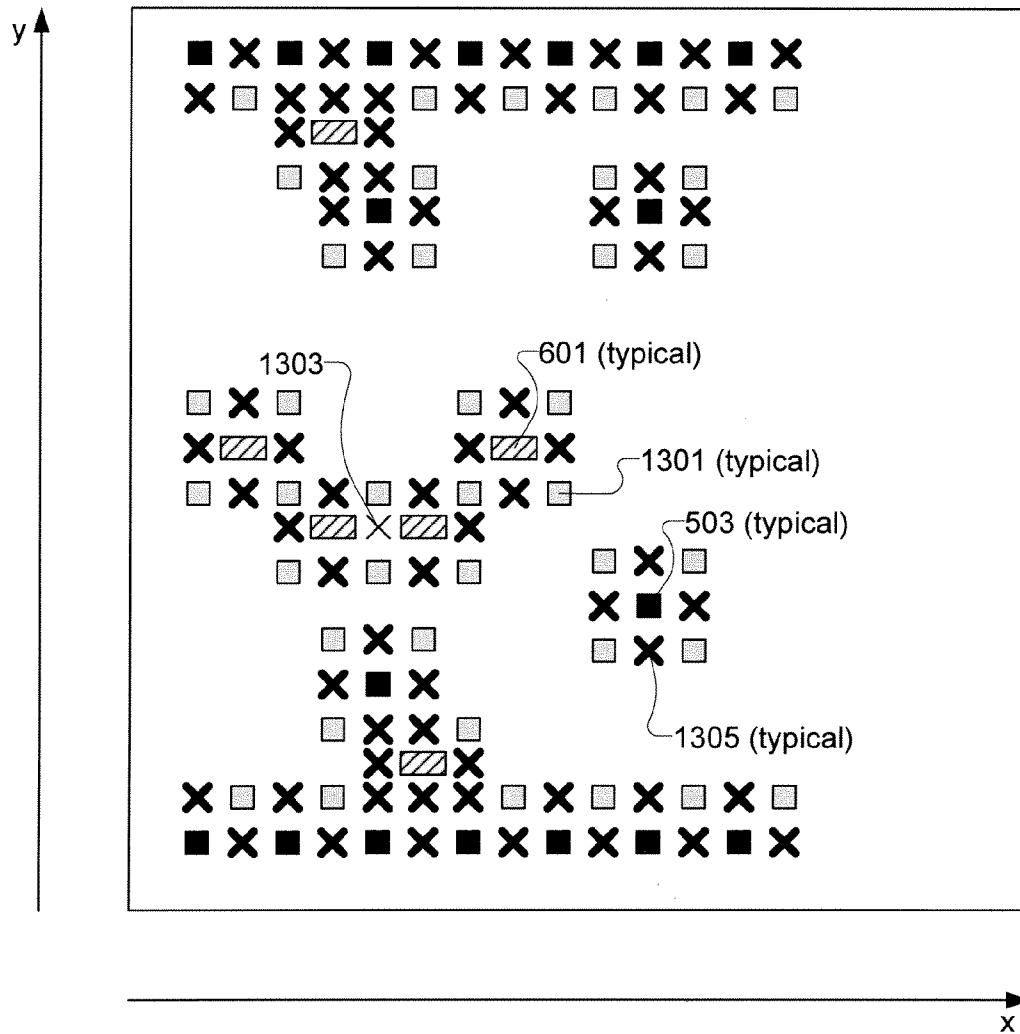 y
1303
601 (typical)
1301 (typical)
503 (typical)
1305 (typical)
x